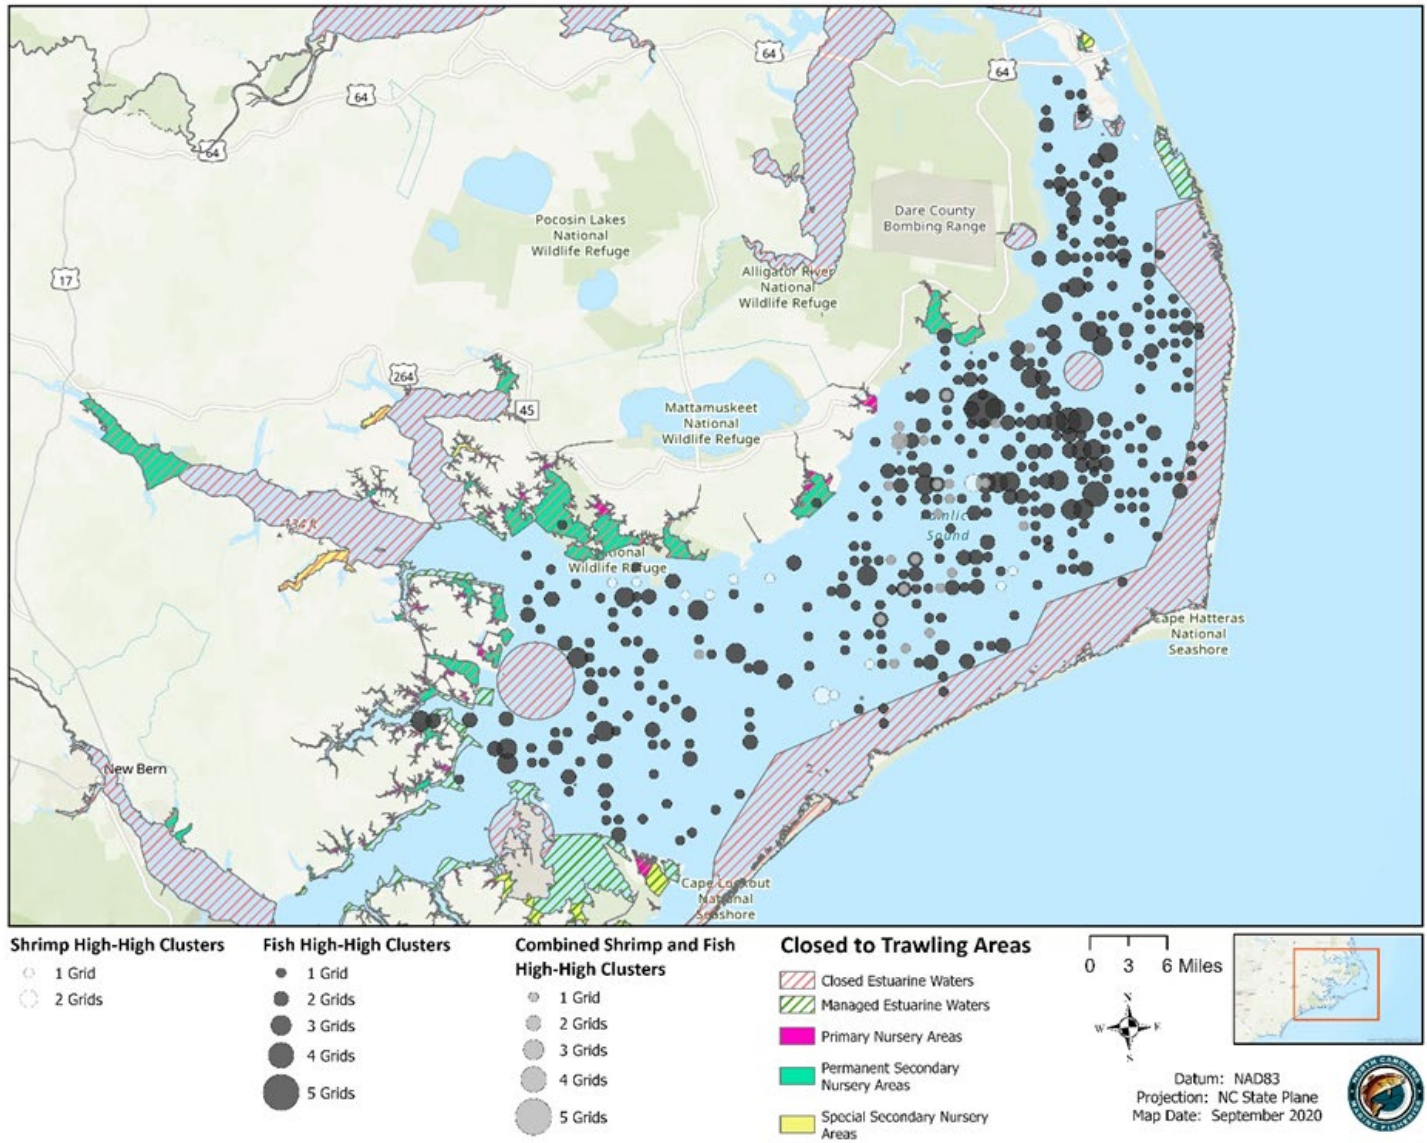 64
64
64
64
Pocosin Lakes
National
Wildlife Refuge
Dare County
Bombing Range
17
Alligator River
National
Wildlife Refuge
264
45
Mattamuskeet
National
Wildlife Refuge
Sound
Wildlife Refuge
Cape Hatteras
National
Seashore
New Bern
Cape Lookout
National
Seashore
Shrimp High-High Clusters
1 Grid
2 Grids
Fish High-High Clusters
1 Grid
2 Grids
3 Grids
4 Grids
5 Grids
Combined Shrimp and Fish
High-High Clusters
1 Grid
2 Grids
3 Grids
4 Grids
5 Grids
Closed to Trawling Areas
Closed Estuarine Waters
Managed Estuarine Waters
Primary Nursery Areas
Permanent Secondary
Nursery Areas
Special Secondary Nursery
Areas
0 3 6 Miles
N
W E
S
Datum: NAD83
Projection: NC State Plane
Map Date: September 2020
NORTH CAROLINA
MARINE FISHERIES